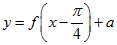 y = f(x − π/4) + a